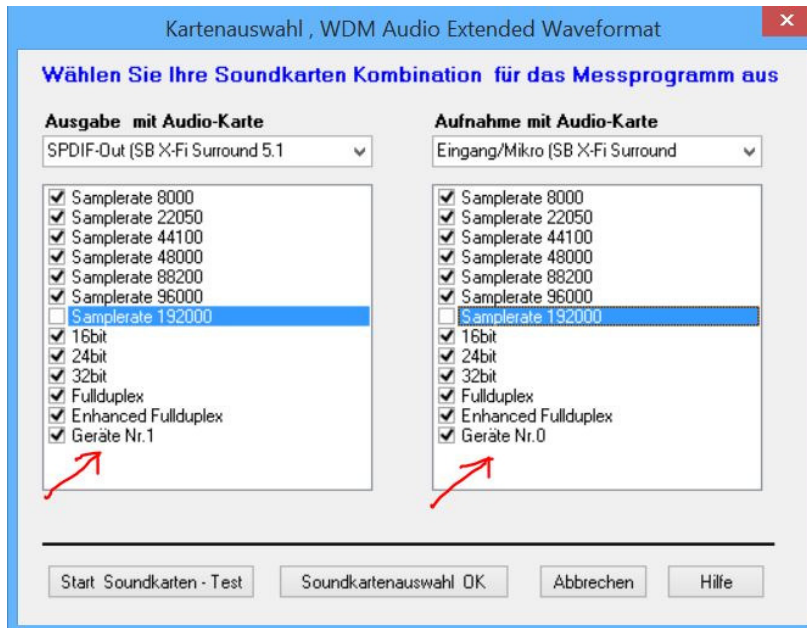 Kartenauswahl , WDM Audio Extended Waveformat
Wählen Sie Ihre Soundkarten Kombination für das Messprogramm aus
Ausgabe mit Audio-Karte
SPDIF-Out (SB X-Fi Surround 5.1
Samplerate 8000
Samplerate 22050
Samplerate 44100
Samplerate 48000
Samplerate 88200
Samplerate 96000
Samplerate 192000
16bit
24bit
32bit
Fullduplex
Enhanced Fullduplex
Geräte Nr.1
Aufnahme mit Audio-Karte
Eingang/Mikro (SB X-Fi Surround
Samplerate 8000
Samplerate 22050
Samplerate 44100
Samplerate 48000
Samplerate 88200
Samplerate 96000
Samplerate 192000
16bit
24bit
32bit
Fullduplex
Enhanced Fullduplex
Geräte Nr.0
Start Soundkarten - Test
Soundkartenauswahl OK
Abbrechen
Hilfe